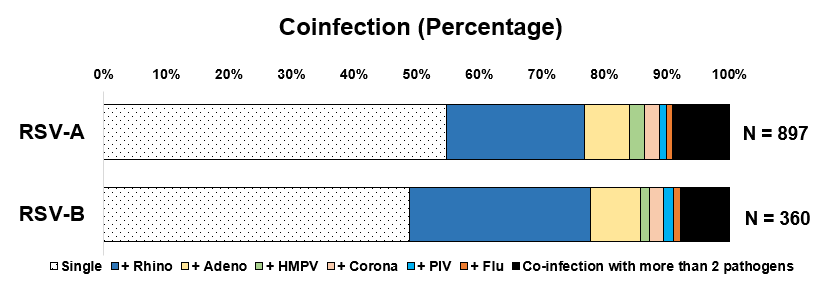 Coinfection (Percentage)
0% 10% 20% 30% 40% 50% 60% 70% 80% 90% 100%
RSV-A N = 897
RSV-B N = 360
Single + Rhino + Adeno + HMPV + Corona + PIV + Flu Co-infection with more than 2 pathogens